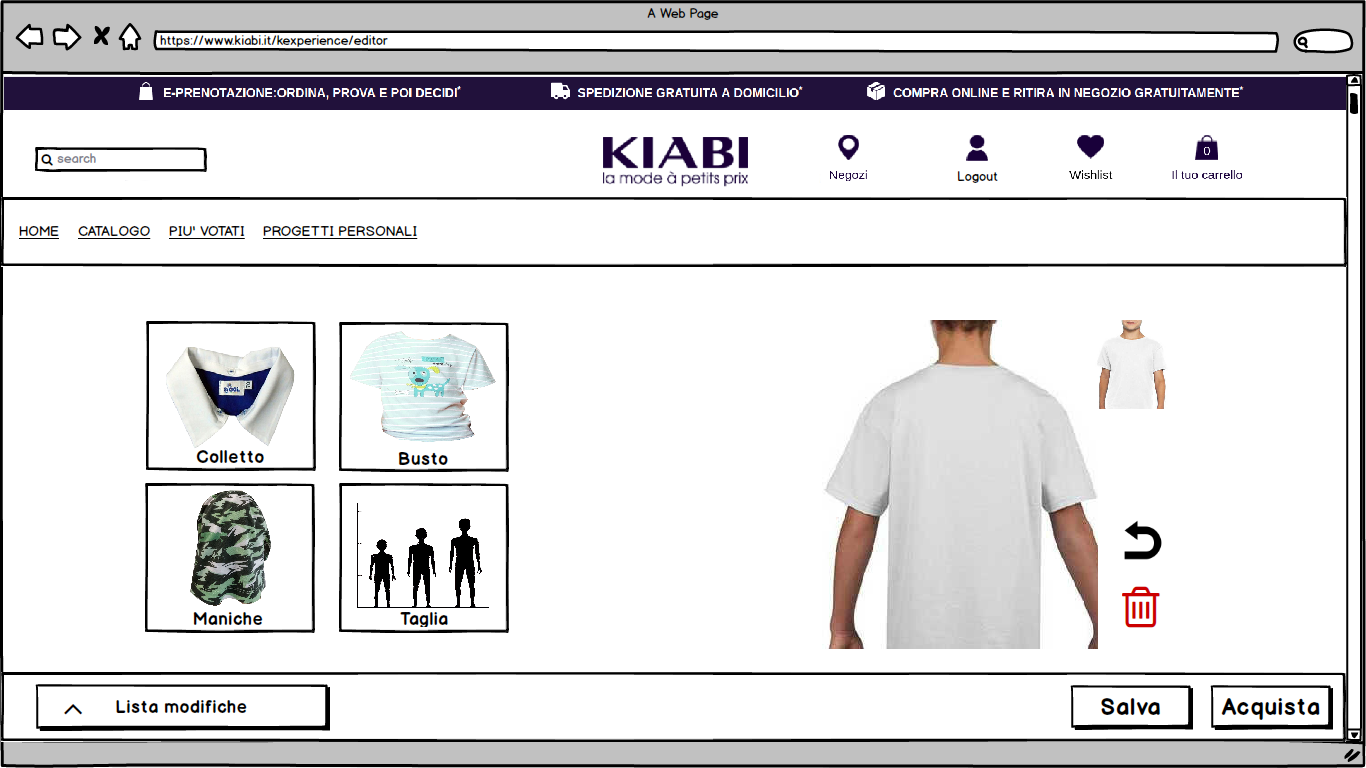 A Web Page
https://www.kiabi.it/kexperience/editor
E-PRENOTAZIONE:ORDINA, PROVA E POI DECIDI*
SPEDIZIONE GRATUITA A DOMICILIO*
COMPRA ONLINE E RITIRA IN NEGOZIO GRATUITAMENTE*
search
KIABI
la mode à petits prix
Negozi
Logout
Wishlist
0
Il tuo carrello
HOME
CATALOGO
PIU' VOTATI
PROGETTI PERSONALI
Colletto
Busto
Maniche
Taglia
Lista modifiche
Salva
Acquista